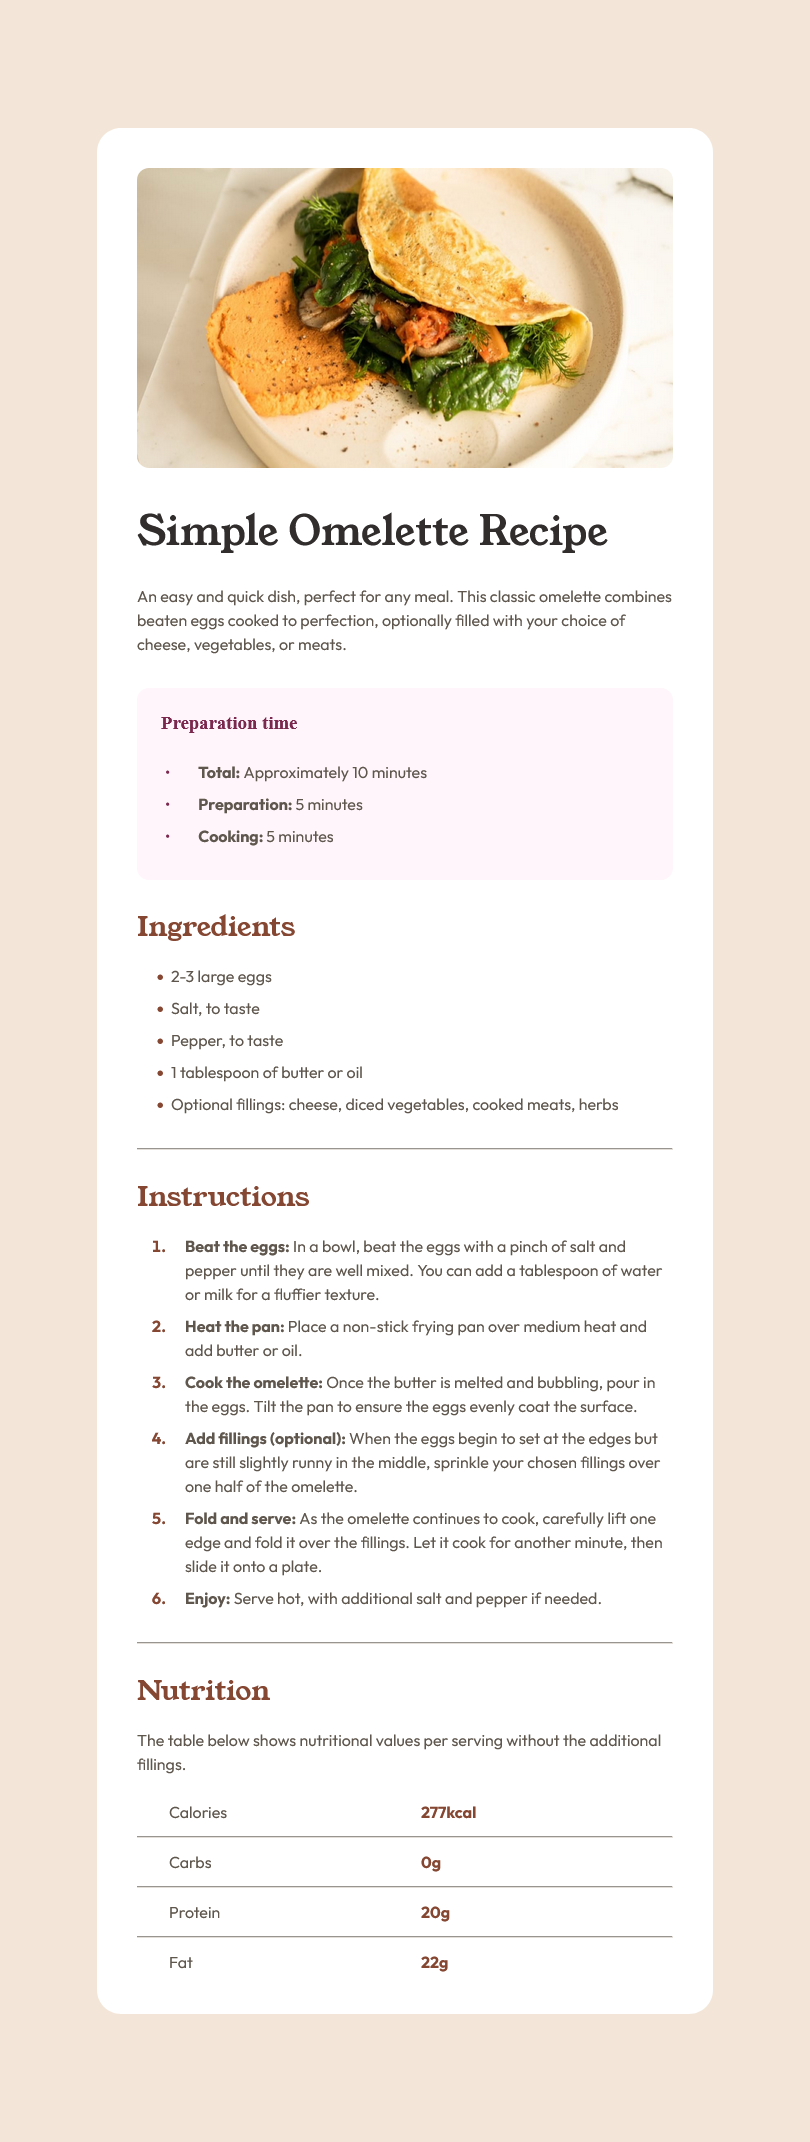 Simple Omelette Recipe
An easy and quick dish, perfect for any meal. This classic omelette combines
beaten eggs cooked to perfection, optionally filled with your choice of
cheese, vegetables, or meats.
Preparation time
• Total: Approximately 10 minutes
• Preparation: 5 minutes
• Cooking: 5 minutes
Ingredients
• 2-3 large eggs
• Salt, to taste
• Pepper, to taste
• 1 tablespoon of butter or oil
• Optional fillings: cheese, diced vegetables, cooked meats, herbs
Instructions
1. Beat the eggs: In a bowl, beat the eggs with a pinch of salt and
pepper until they are well mixed. You can add a tablespoon of water
or milk for a fluffier texture.
2. Heat the pan: Place a non-stick frying pan over medium heat and
add butter or oil.
3. Cook the omelette: Once the butter is melted and bubbling, pour in
the eggs. Tilt the pan to ensure the eggs evenly coat the surface.
4. Add fillings (optional): When the eggs begin to set at the edges but
are still slightly runny in the middle, sprinkle your chosen fillings over
one half of the omelette.
5. Fold and serve: As the omelette continues to cook, carefully lift one
edge and fold it over the fillings. Let it cook for another minute, then
slide it onto a plate.
6. Enjoy: Serve hot, with additional salt and pepper if needed.
Nutrition
The table below shows nutritional values per serving without the additional
fillings.
Calories 277kcal
Carbs 0g
Protein 20g
Fat 22g